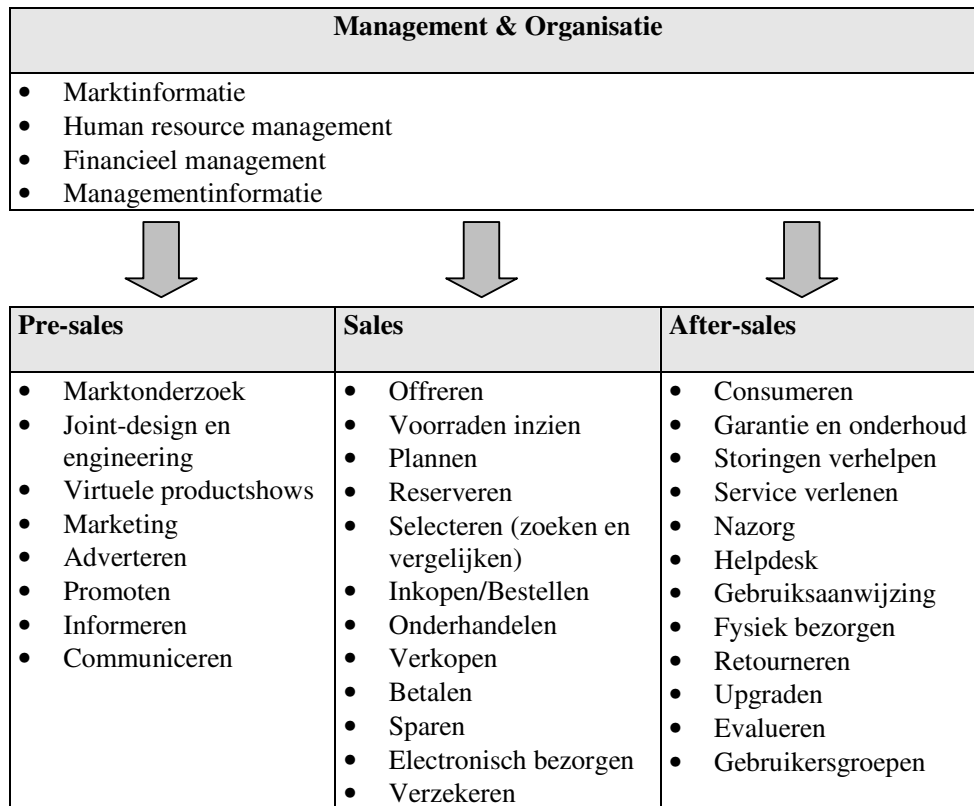 Management & Organisatie
• Marktinformatie
• Human resource management
• Financieel management
• Managementinformatie
Pre-sales
• Marktonderzoek
• Joint-design en
engineering
• Virtuele productshows
• Marketing
• Adverteren
• Promoten
• Informeren
• Communiceren
Sales
• Offreren
• Voorraden inzien
• Plannen
• Reserveren
• Selecteren (zoeken en
vergelijken)
• Inkopen/Bestellen
• Onderhandelen
• Verkopen
• Betalen
• Sparen
• Electronisch bezorgen
• Verzekeren
After-sales
• Consumeren
• Garantie en onderhoud
• Storingen verhelpen
• Service verlenen
• Nazorg
• Helpdesk
• Gebruiksaanwijzing
• Fysiek bezorgen
• Retourneren
• Upgraden
• Evalueren
• Gebruikersgroepen